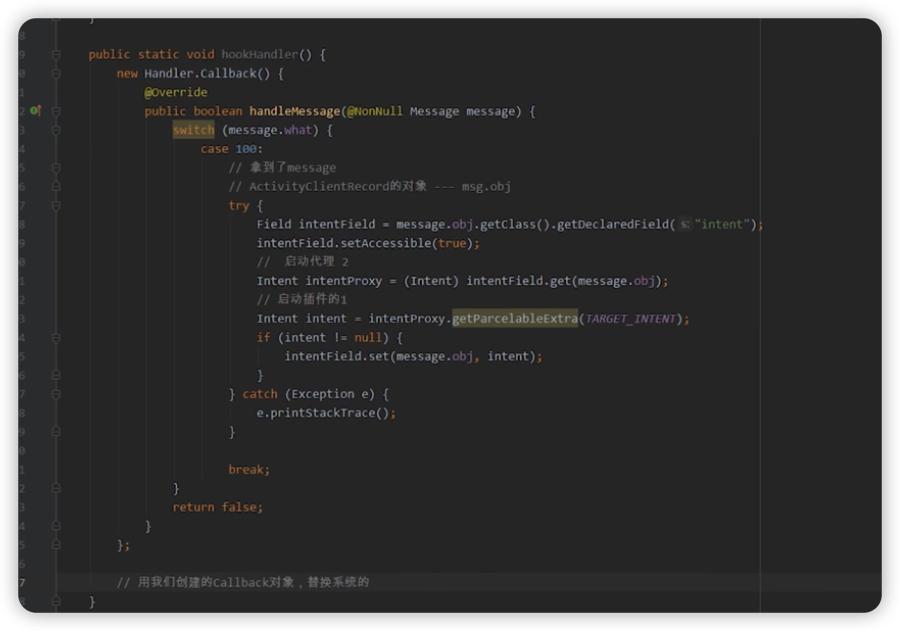 }
public static void hookHandler() {
new Handler.Callback() {
@Override
public boolean handleMessage(@NonNull Message message) {
switch (message.what) {
case 100:
// 拿到了message
// ActivityClientRecord的对象 --- msg.obj
try {
Field intentField = message.obj.getClass().getDeclaredField( s: "intent");
intentField.setAccessible(true);
// 启动代理 2
Intent intentProxy = (Intent) intentField.get(message.obj);
// 启动插件的1
Intent intent = intentProxy.getParcelableExtra(TARGET_INTENT);
if (intent != null) {
intentField.set(message.obj, intent);
}
} catch (Exception e) {
e.printStackTrace();
}
break;
}
return false;
}
};
// 用我们创建的Callback对象，替换系统的
}